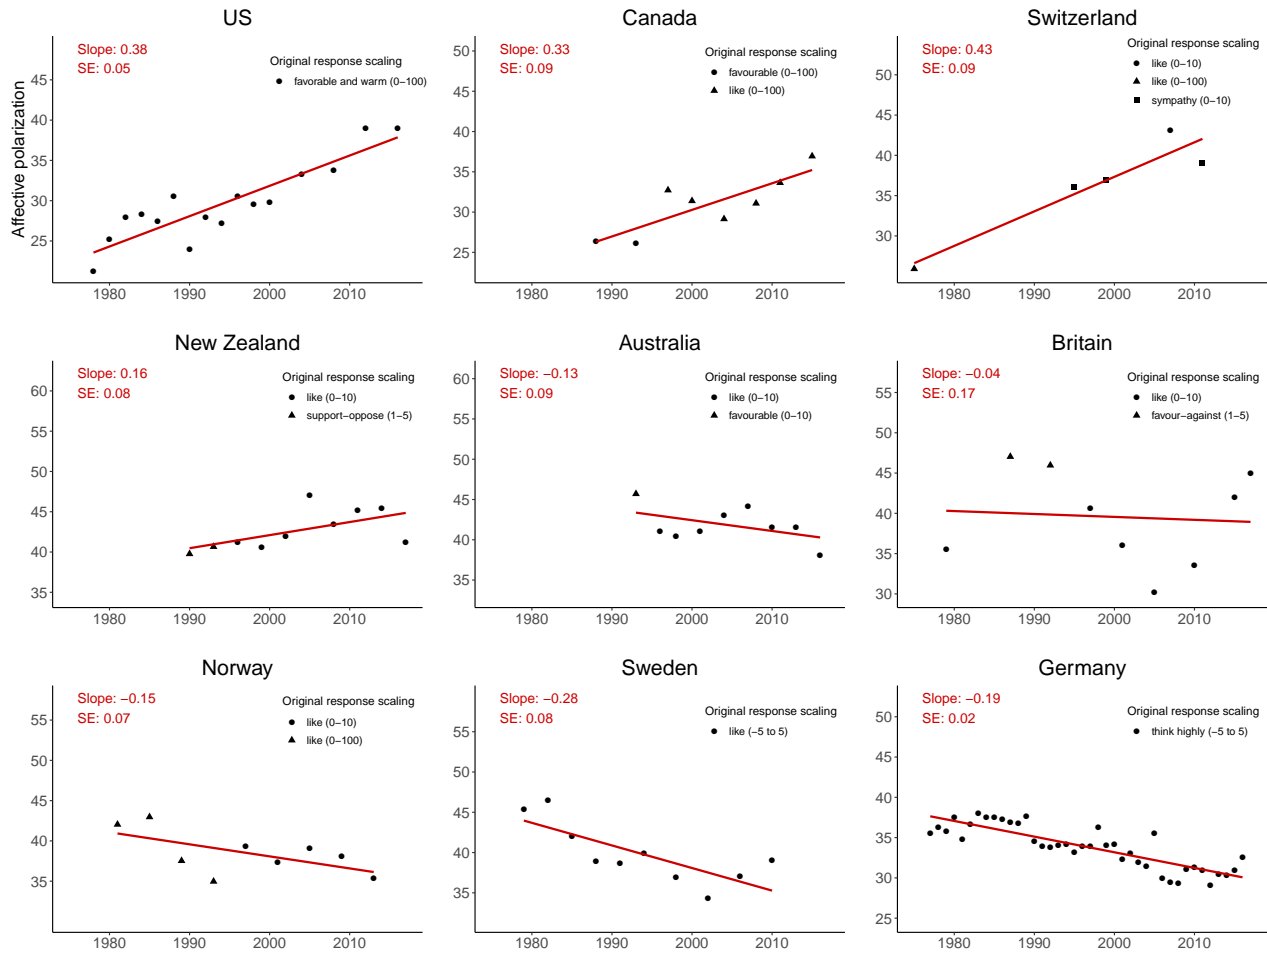 US
Slope: 0.38
SE: 0.05
Original response scaling
favorable and warm (0−100)
Affective polarization
45
40
35
30
25
1980 1990 2000 2010
Canada
Slope: 0.33
SE: 0.09
Original response scaling
favourable (0−100)
like (0−100)
50
45
40
35
30
25
1980 1990 2000 2010
Switzerland
Slope: 0.43
SE: 0.09
Original response scaling
like (0−10)
like (0−100)
sympathy (0−10)
50
45
40
35
30
1980 1990 2000 2010
New Zealand
Slope: 0.16
SE: 0.08
Original response scaling
like (0−10)
support−oppose (1−5)
60
55
50
45
40
35
1980 1990 2000 2010
Australia
Slope: −0.13
SE: 0.09
Original response scaling
like (0−10)
favourable (0−10)
60
55
50
45
40
35
1980 1990 2000 2010
Britain
Slope: −0.04
SE: 0.17
Original response scaling
like (0−10)
favour−against (1−5)
55
50
45
40
35
30
1980 1990 2000 2010
Norway
Slope: −0.15
SE: 0.07
Original response scaling
like (0−10)
like (0−100)
55
50
45
40
35
1980 1990 2000 2010
Sweden
Slope: −0.28
SE: 0.08
Original response scaling
like (−5 to 5)
55
50
45
40
35
1980 1990 2000 2010
Germany
Slope: −0.19
SE: 0.02
Original response scaling
think highly (−5 to 5)
50
45
40
35
30
25
1980 1990 2000 2010